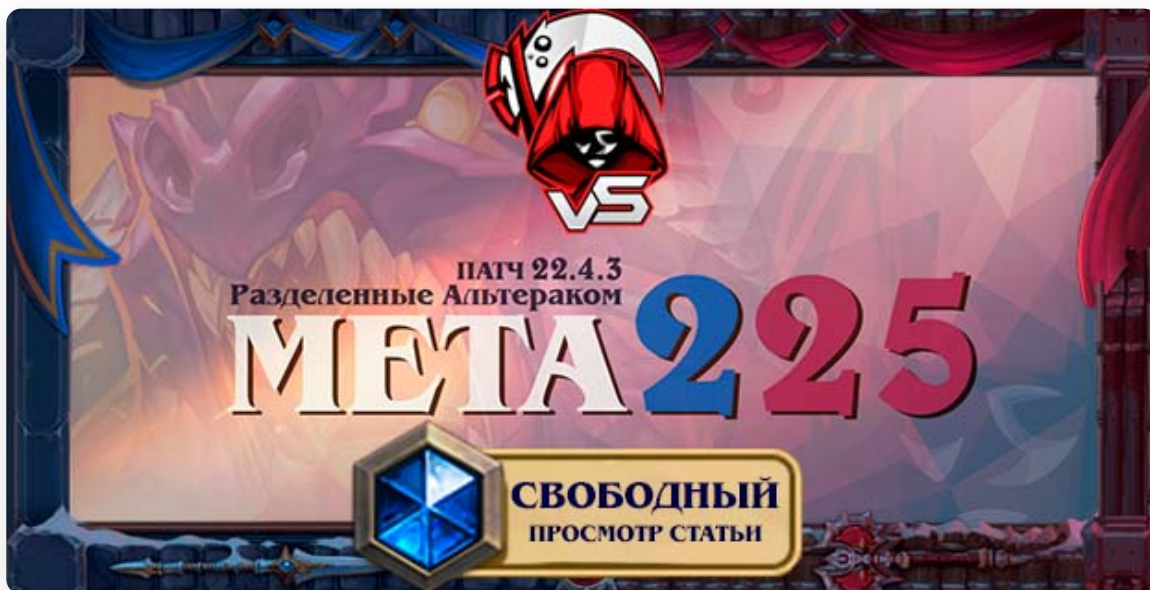 vS
ПАТЧ 22.4.3
Разделенные Альтераком
МЕТА 225
СВОБОДНЫЙ
ПРОСМОТР СТАТЬИ